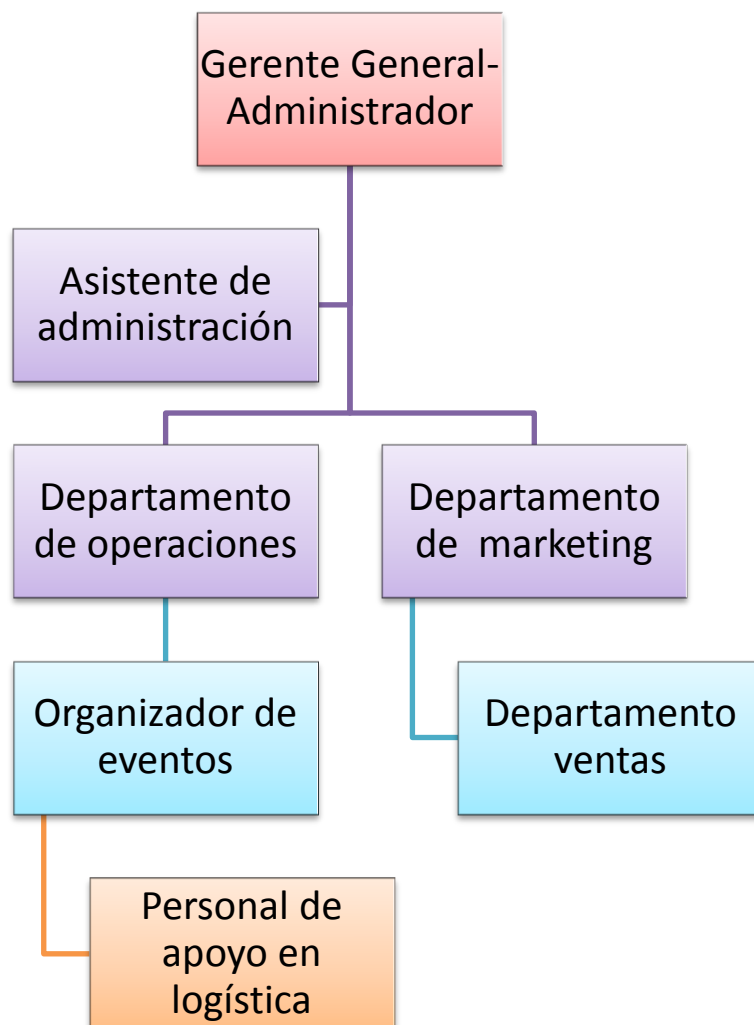 Gerente General-
Administrador
Asistente de
administración
Departamento
de operaciones
Departamento
de  marketing
Organizador de
eventos
Departamento
ventas
Personal de
apoyo en
logística